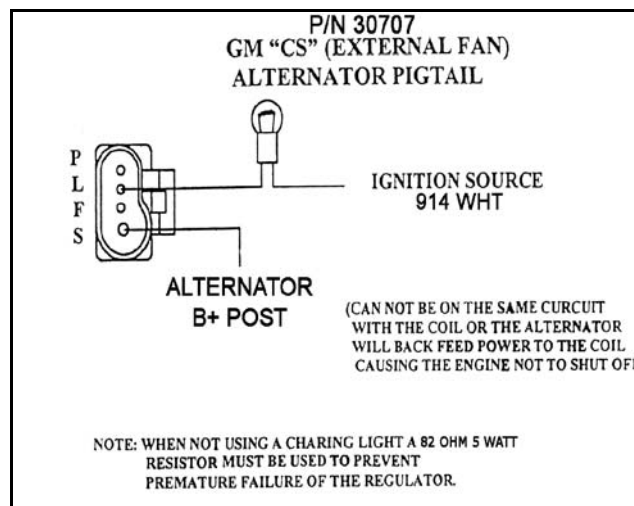 P/N 30707
GM "CS" (EXTERNAL FAN)
ALTERNATOR PIGTAIL
P
L
F
S
IGNITION SOURCE
914 WHT
ALTERNATOR
B+ POST
(CAN NOT BE ON THE SAME CURCUIT
WITH THE COIL OR THE ALTERNATOR
WILL BACK FEED POWER TO THE COIL
CAUSING THE ENGINE NOT TO SHUT OFF
NOTE: WHEN NOT USING A CHARING LIGHT A 82 OHM 5 WATT
RESISTOR MUST BE USED TO PREVENT
PREMATURE FAILURE OF THE REGULATOR.